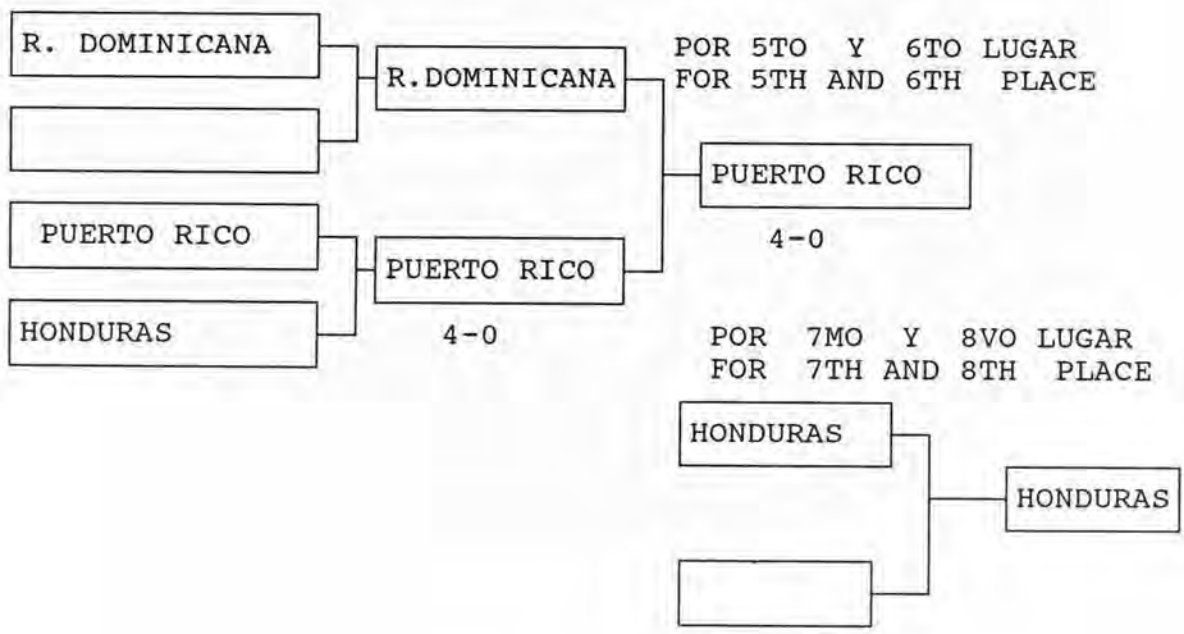 R. DOMINICANA
R.DOMINICANA
POR 5TO Y 6TO LUGAR
FOR 5TH AND 6TH PLACE
PUERTO RICO
4-0
PUERTO RICO
PUERTO RICO
HONDURAS
4-0
POR 7MO Y 8VO LUGAR
FOR 7TH AND 8TH PLACE
HONDURAS
HONDURAS